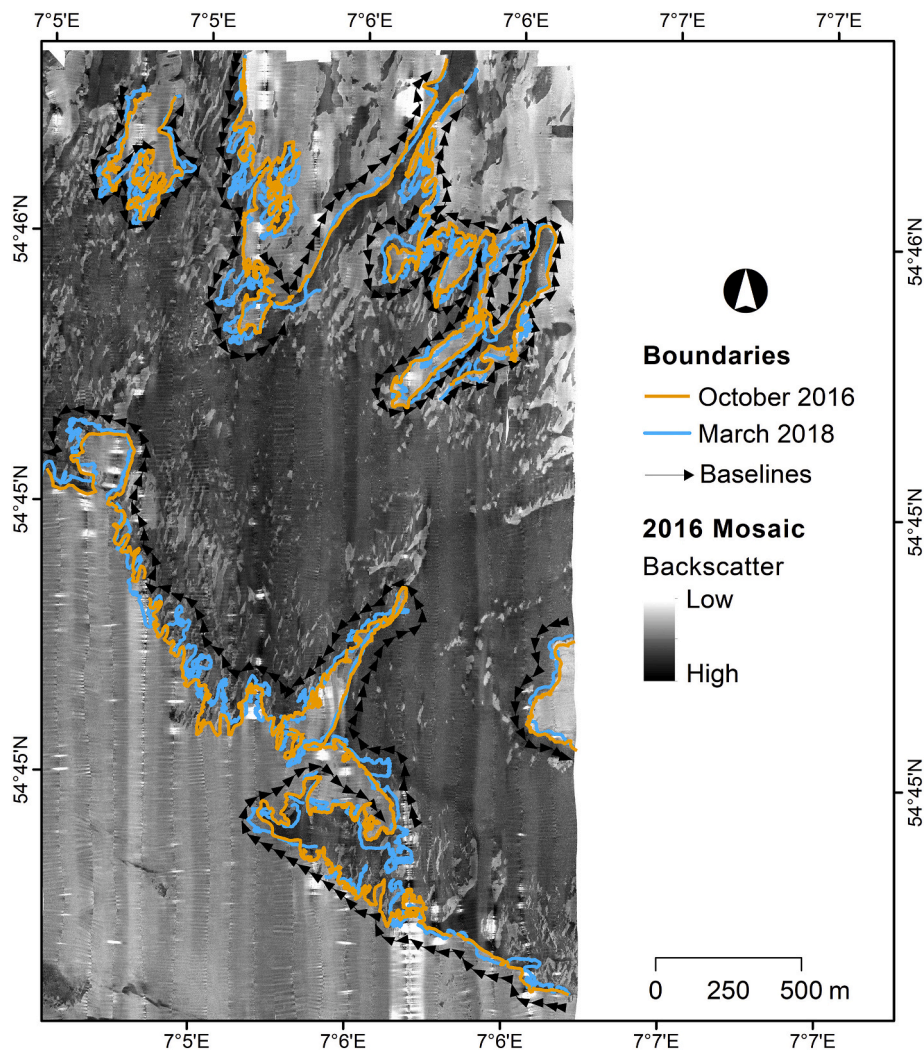 7°5'E 7°5'E 7°6'E 7°6'E 7°7'E 7°7'E
54°46'N
54°46'N
Boundaries
October 2016
March 2018
Baselines
54°45'N
54°45'N
2016 Mosaic
Backscatter
Low
High
54°45'N
54°45'N
0 250 500 m
7°5'E 7°6'E 7°6'E 7°7'E 7°7'E